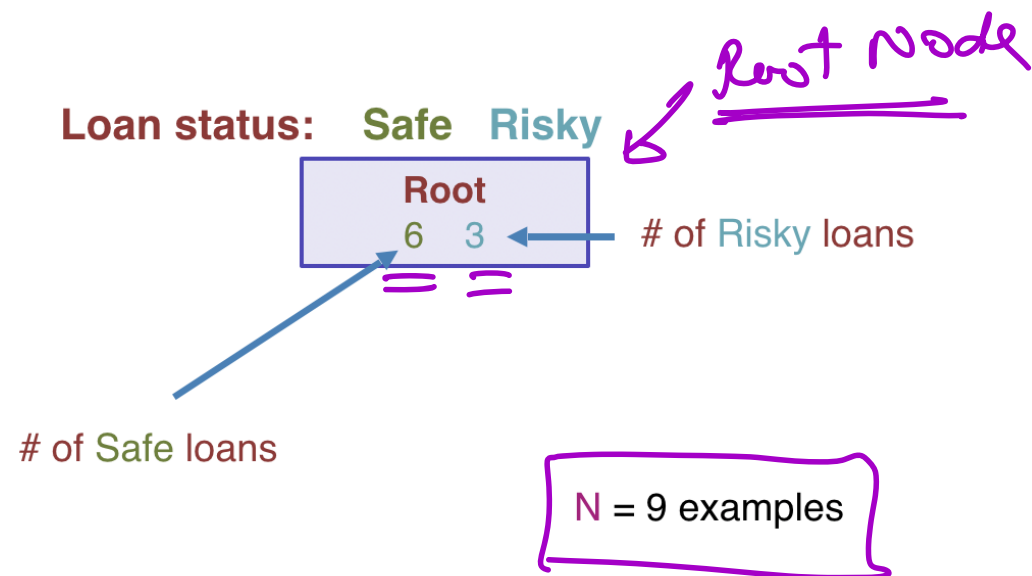 Root Node
Loan status: Safe Risky
Root
6 3
# of Risky loans
# of Safe loans
N = 9 examples